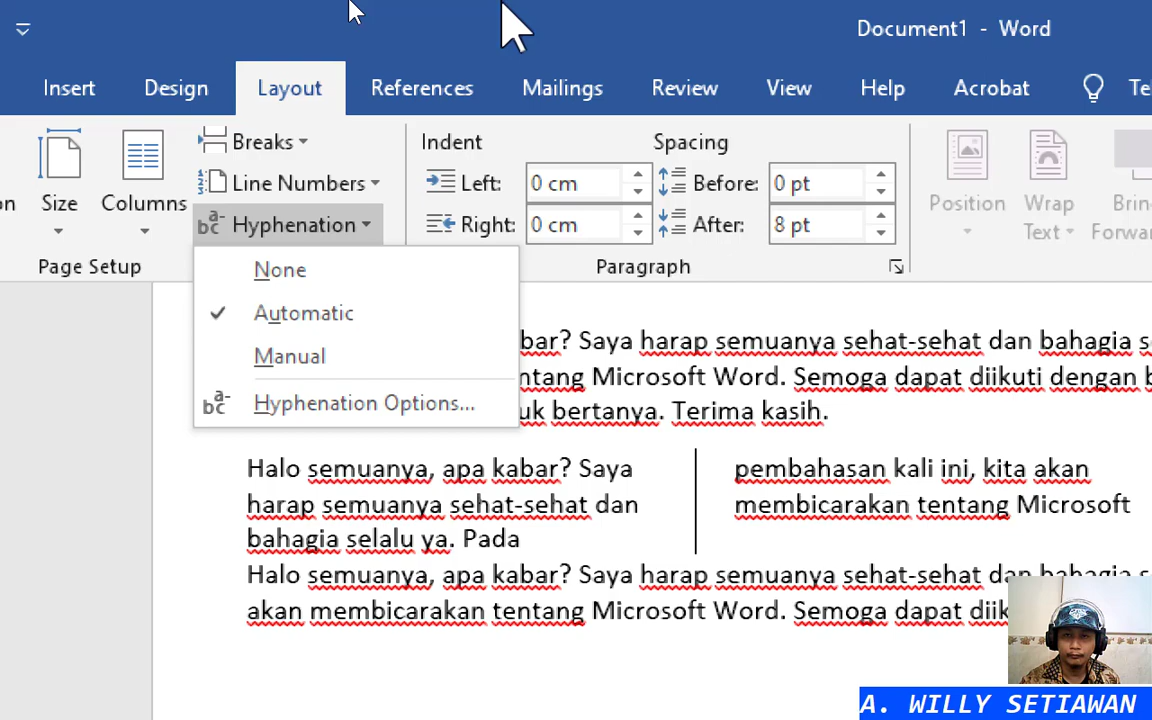 Document1 - Word
Insert Design Layout References Mailings Review View Help Acrobat
Breaks Indent Spacing
Line Numbers Left: 0 cm Before: 0 pt
Size Columns Position Wrap
Hyphenation Right: 0 cm After: 8 pt Text
Page Setup Paragraph
None
Automatic
Manual
Hyphenation Options...
? Saya harap semuanya sehat-sehat dan bahagia
Microsoft Word. Semoga dapat diikuti dengan
bertanya. Terima kasih.
Halo semuanya, apa kabar? Saya
harap semuanya sehat-sehat dan
bahagia selalu ya. Pada
pembahasan kali ini, kita akan
membicarakan tentang Microsoft
Halo semuanya, apa kabar? Saya harap semuanya sehat-sehat dan bahagia
akan membicarakan tentang Microsoft Word. Semoga dapat
A. WILLY SETIAWAN